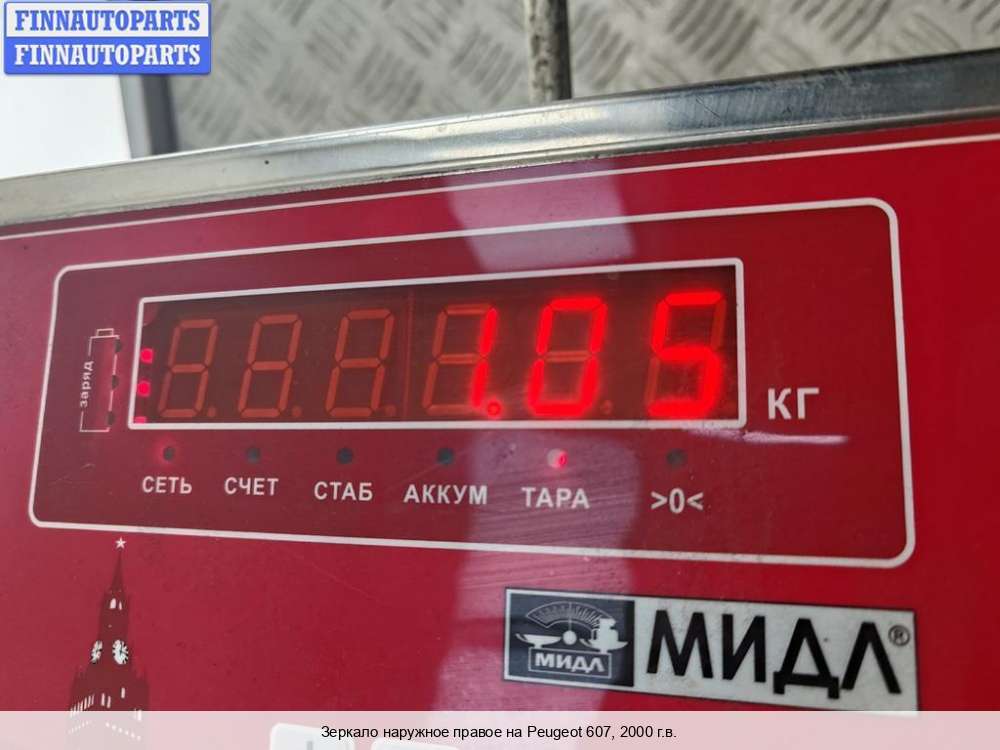 FINNAUTOPARTS
FINNAUTOPARTS
заряд
1.05
КГ
СЕТЬ СЧЕТ СТАБ АККУМ ТАРА >0<
МИДЛ
МИДЛ®
Зеркало наружное правое на Peugeot 607, 2000 г.в.